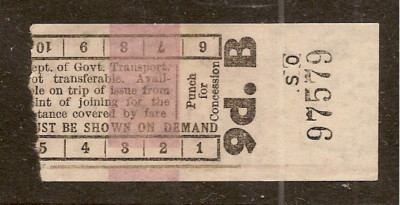 6 7 8 9 10
ept. of Govt. Transport.
ot transferable. Avail-
ble on trip of issue from
oint of joining for the
stance covered by fare
UST BE SHOWN ON DEMAND
5 4 3 2 1
Punch
for
Concession
9d. B
S O
97579